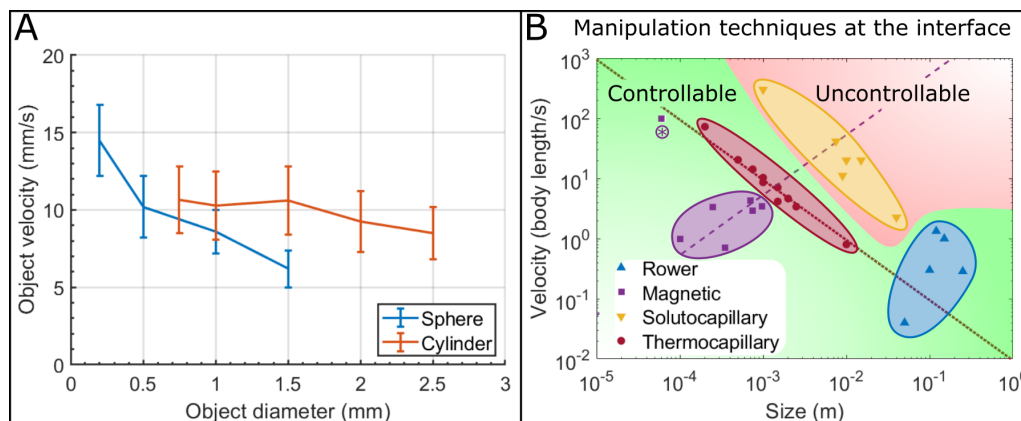 A
Object velocity (mm/s)
20
15
10
5
0
0 0.5 1 1.5 2 2.5 3
Object diameter (mm)
Sphere
Cylinder
B
Manipulation techniques at the interface
Velocity (body length/s)
10³
10²
10¹
10⁰
10⁻¹
10⁻²
Controllable
Uncontrollable
Rower
Magnetic
Solutocapillary
Thermocapillary
10⁻⁵ 10⁻⁴ 10⁻³ 10⁻² 10⁻¹ 10⁰
Size (m)